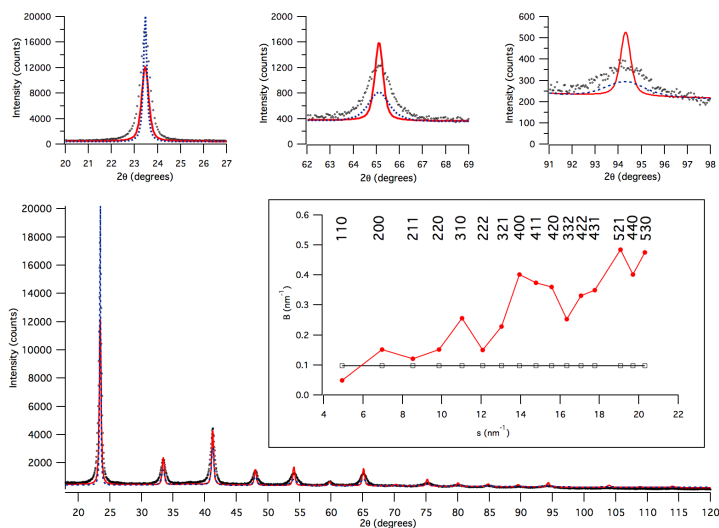 20000
16000
12000
8000
4000
0
Intensity (counts)
20 21 22 23 24 25 26 27
2θ (degrees)
2000
1600
1200
800
400
0
Intensity (counts)
62 63 64 65 66 67 68 69
2θ (degrees)
600
500
400
300
200
100
0
Intensity (counts)
91 92 93 94 95 96 97 98
2θ (degrees)
20000
18000
16000
14000
12000
10000
8000
6000
4000
2000
Intensity (counts)
20 25 30 35 40 45 50 55 60 65 70 75 80 85 90 95 100 105 110 115 120
2θ (degrees)
0.6
0.5
0.4
0.3
0.2
0.1
0.0
B (nm⁻¹)
110 200 211 220 310 222 321 400 411 420 332 422 431 521 440 530
4 6 8 10 12 14 16 18 20 22
s (nm⁻¹)